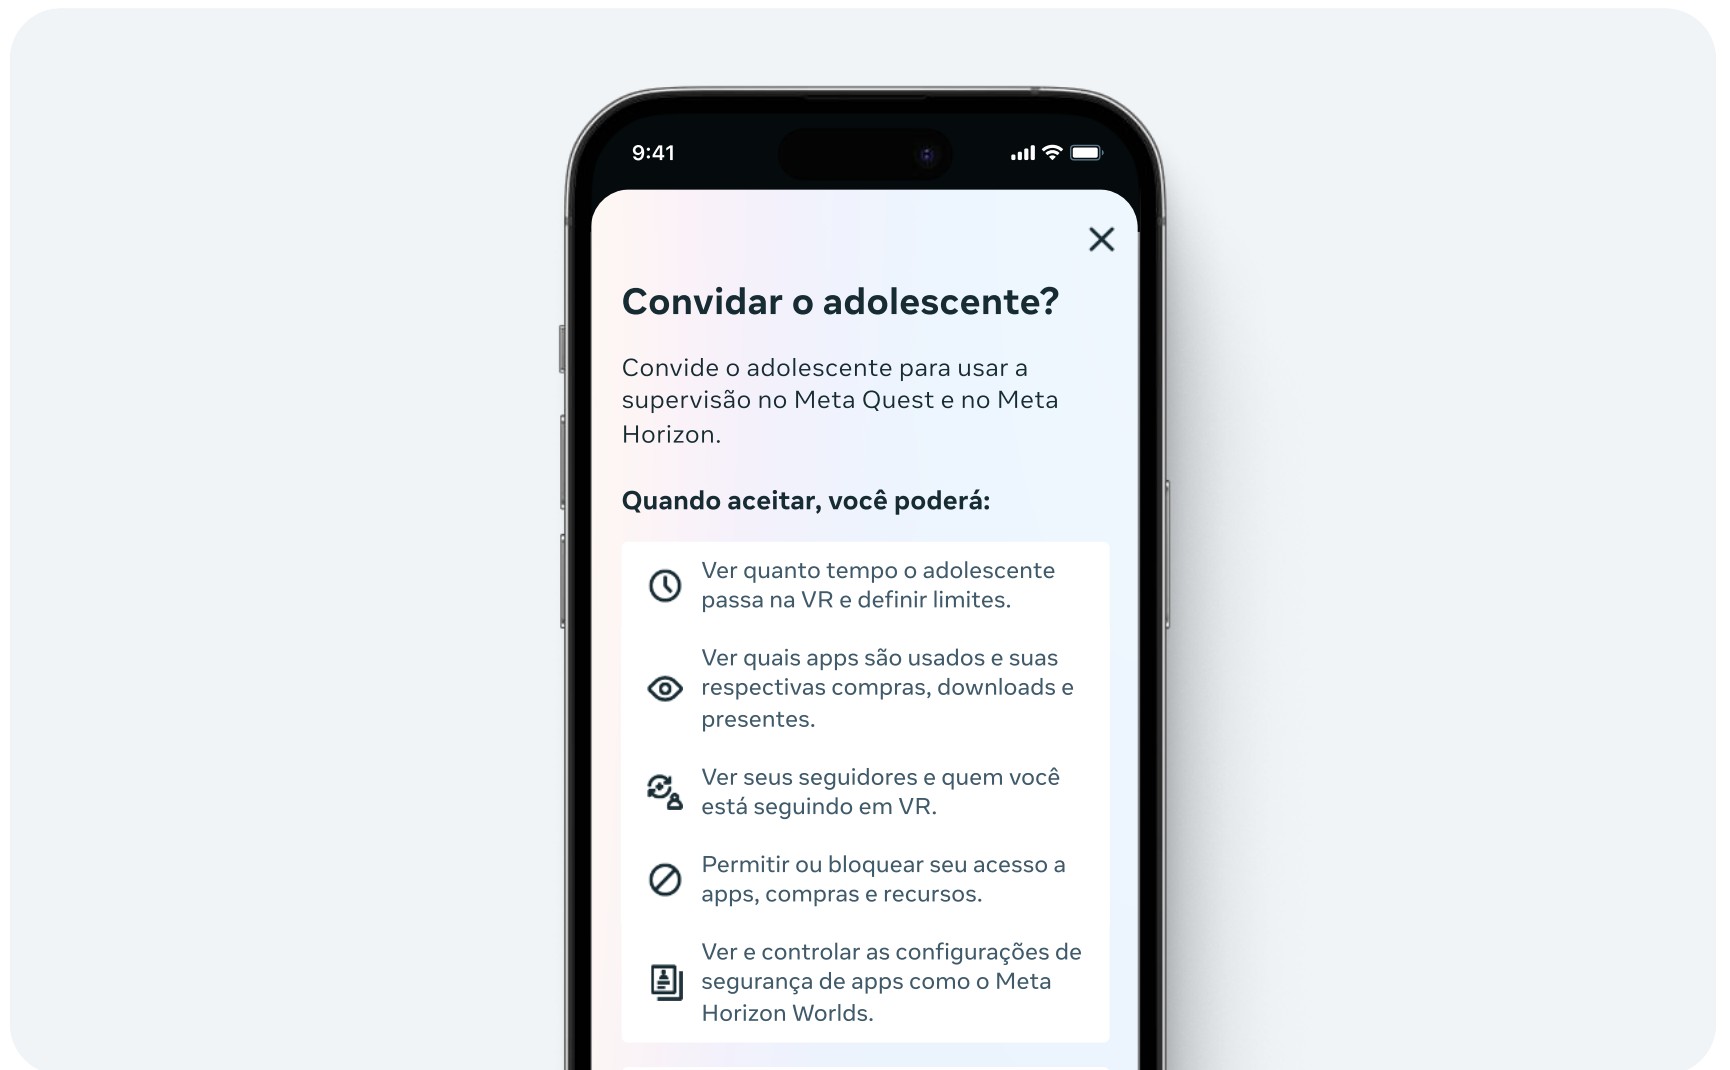 9:41
Convidar o adolescente?
Convide o adolescente para usar a
supervisão no Meta Quest e no Meta
Horizon.
Quando aceitar, você poderá:
Ver quanto tempo o adolescente
passa na VR e definir limites.
Ver quais apps são usados e suas
respectivas compras, downloads e
presentes.
Ver seus seguidores e quem você
está seguindo em VR.
Permitir ou bloquear seu acesso a
apps, compras e recursos.
Ver e controlar as configurações de
segurança de apps como o Meta
Horizon Worlds.